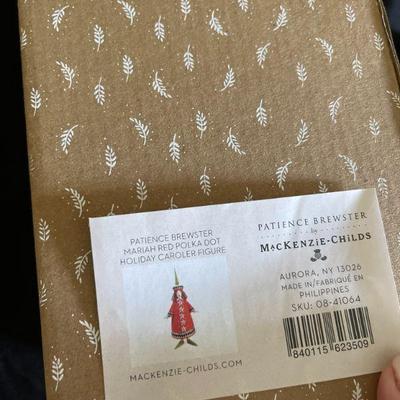 PATIENCE BREWSTER
MARIAH RED POLKA DOT
HOLIDAY CAROLER FIGURE
MACKENZIE-CHILDS.COM
PATIENCE BREWSTER
by
MACKENZIE-CHILDS
AURORA, NY 13026
MADE IN/FABRIQUÉ EN
PHILIPPINES
SKU: 08-41064
840115 623509